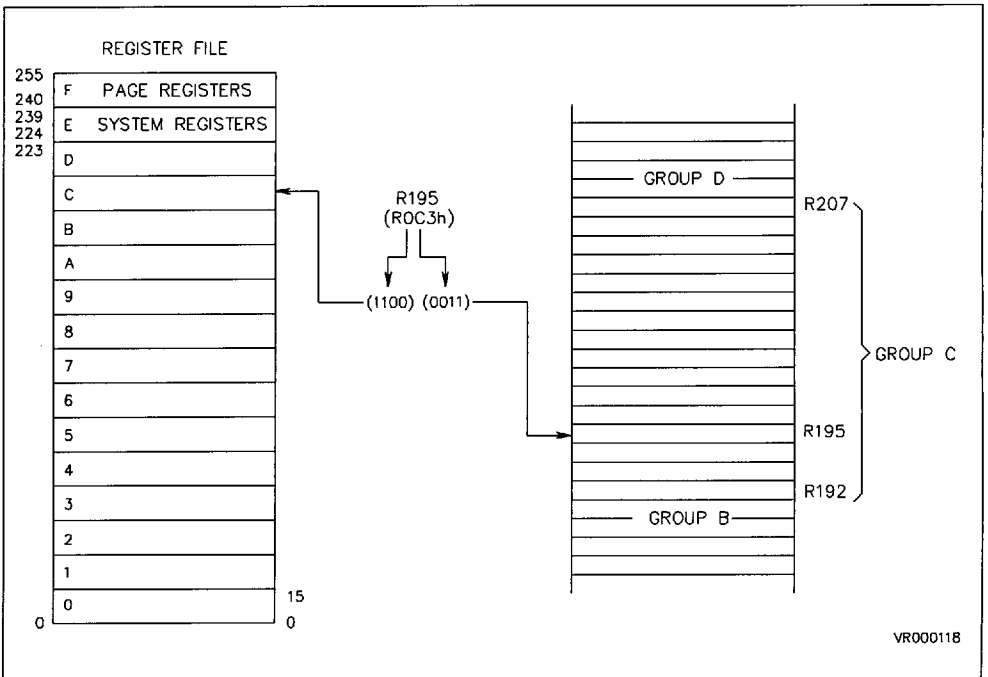 REGISTER FILE
255
240
239
224
223
F PAGE REGISTERS
E SYSTEM REGISTERS
D
C
B
A
9
8
7
6
5
4
3
2
1
0
15
0
0
R195
(R0C3h)
(1100) (0011)
GROUP D
R207
GROUP C
R195
R192
GROUP B
VR000118